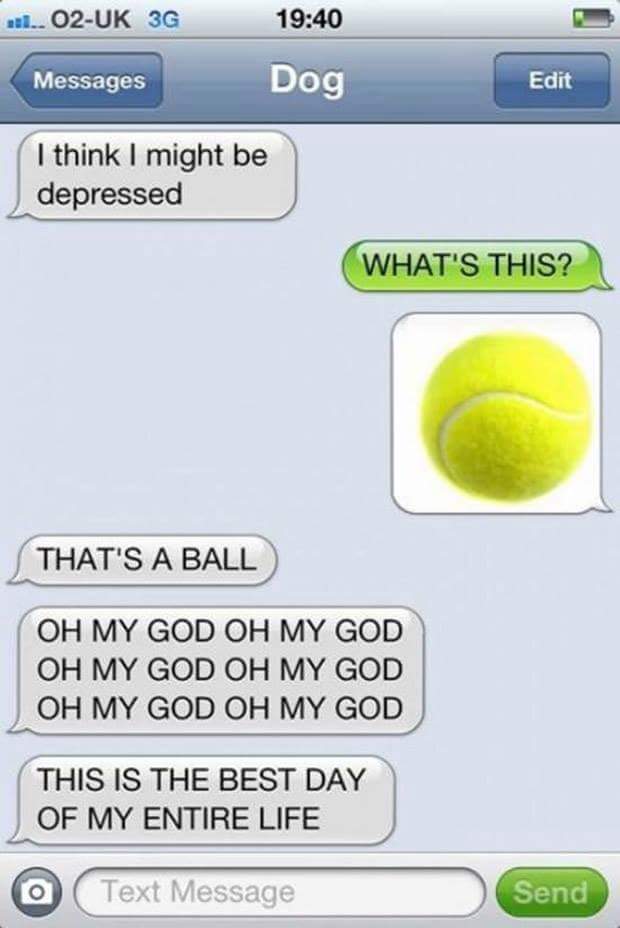 O2-UK 3G 19:40
Messages Dog Edit
I think I might be
depressed
WHAT'S THIS?
THAT'S A BALL
OH MY GOD OH MY GOD
OH MY GOD OH MY GOD
OH MY GOD OH MY GOD
THIS IS THE BEST DAY
OF MY ENTIRE LIFE
Text Message Send